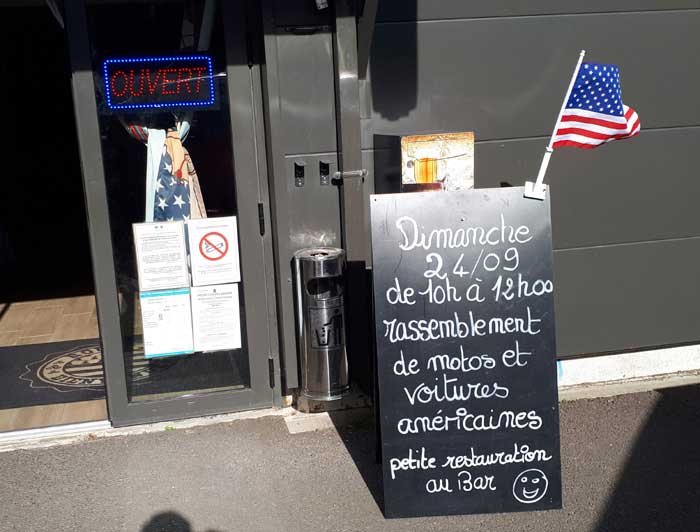 OUVERT
Dimanche
24/09
de 10h à 12h00
rassemblement
de motos et
voitures
américaines
petite restauration
au Bar